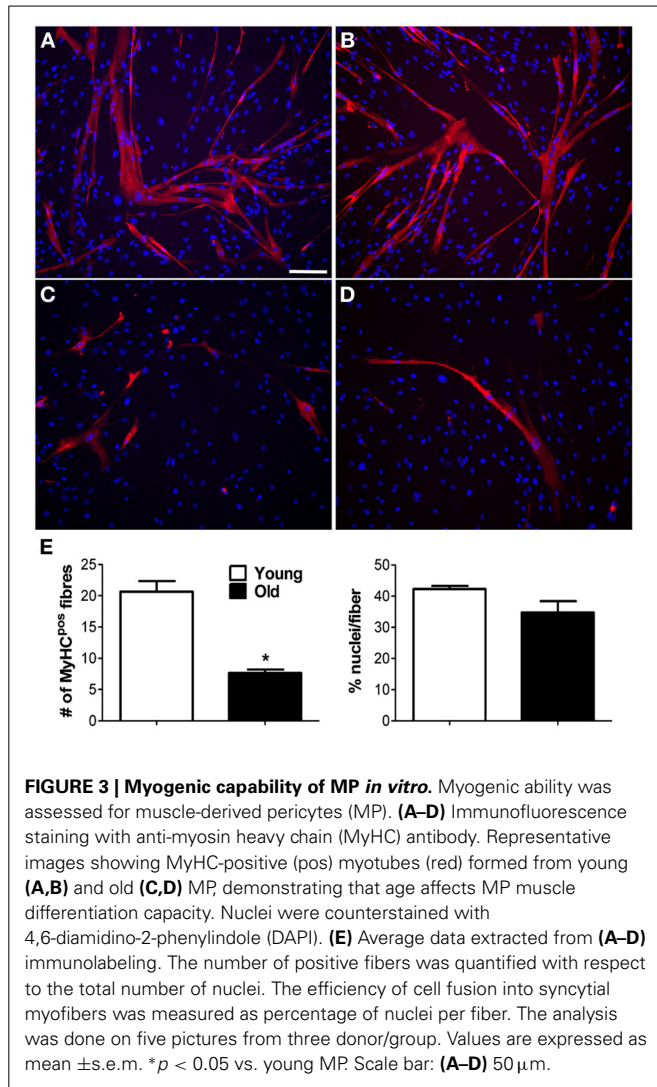 A
B
C
D
E
25
20
15
10
5
0
# of MyHCpos fibres
Young
Old
*
50
40
30
20
10
0
% nuclei/fiber
FIGURE 3 | Myogenic capability of MP in vitro. Myogenic ability was
assessed for muscle-derived pericytes (MP). (A–D) Immunofluorescence
staining with anti-myosin heavy chain (MyHC) antibody. Representative
images showing MyHC-positive (pos) myotubes (red) formed from young
(A,B) and old (C,D) MP, demonstrating that age affects MP muscle
differentiation capacity. Nuclei were counterstained with
4,6-diamidino-2-phenylindole (DAPI). (E) Average data extracted from (A–D)
immunolabeling. The number of positive fibers was quantified with respect
to the total number of nuclei. The efficiency of cell fusion into syncytial
myofibers was measured as percentage of nuclei per fiber. The analysis
was done on five pictures from three donor/group. Values are expressed as
mean ±s.e.m. *p < 0.05 vs. young MP. Scale bar: (A–D) 50 μm.